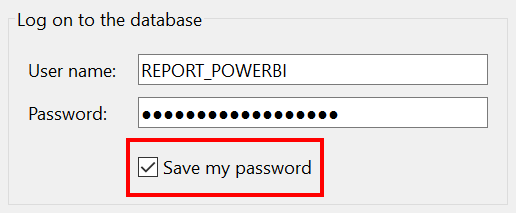 Log on to the database
User name: REPORT_POWERBI
Password: ●●●●●●●●●●●●●●●●●●
Save my password